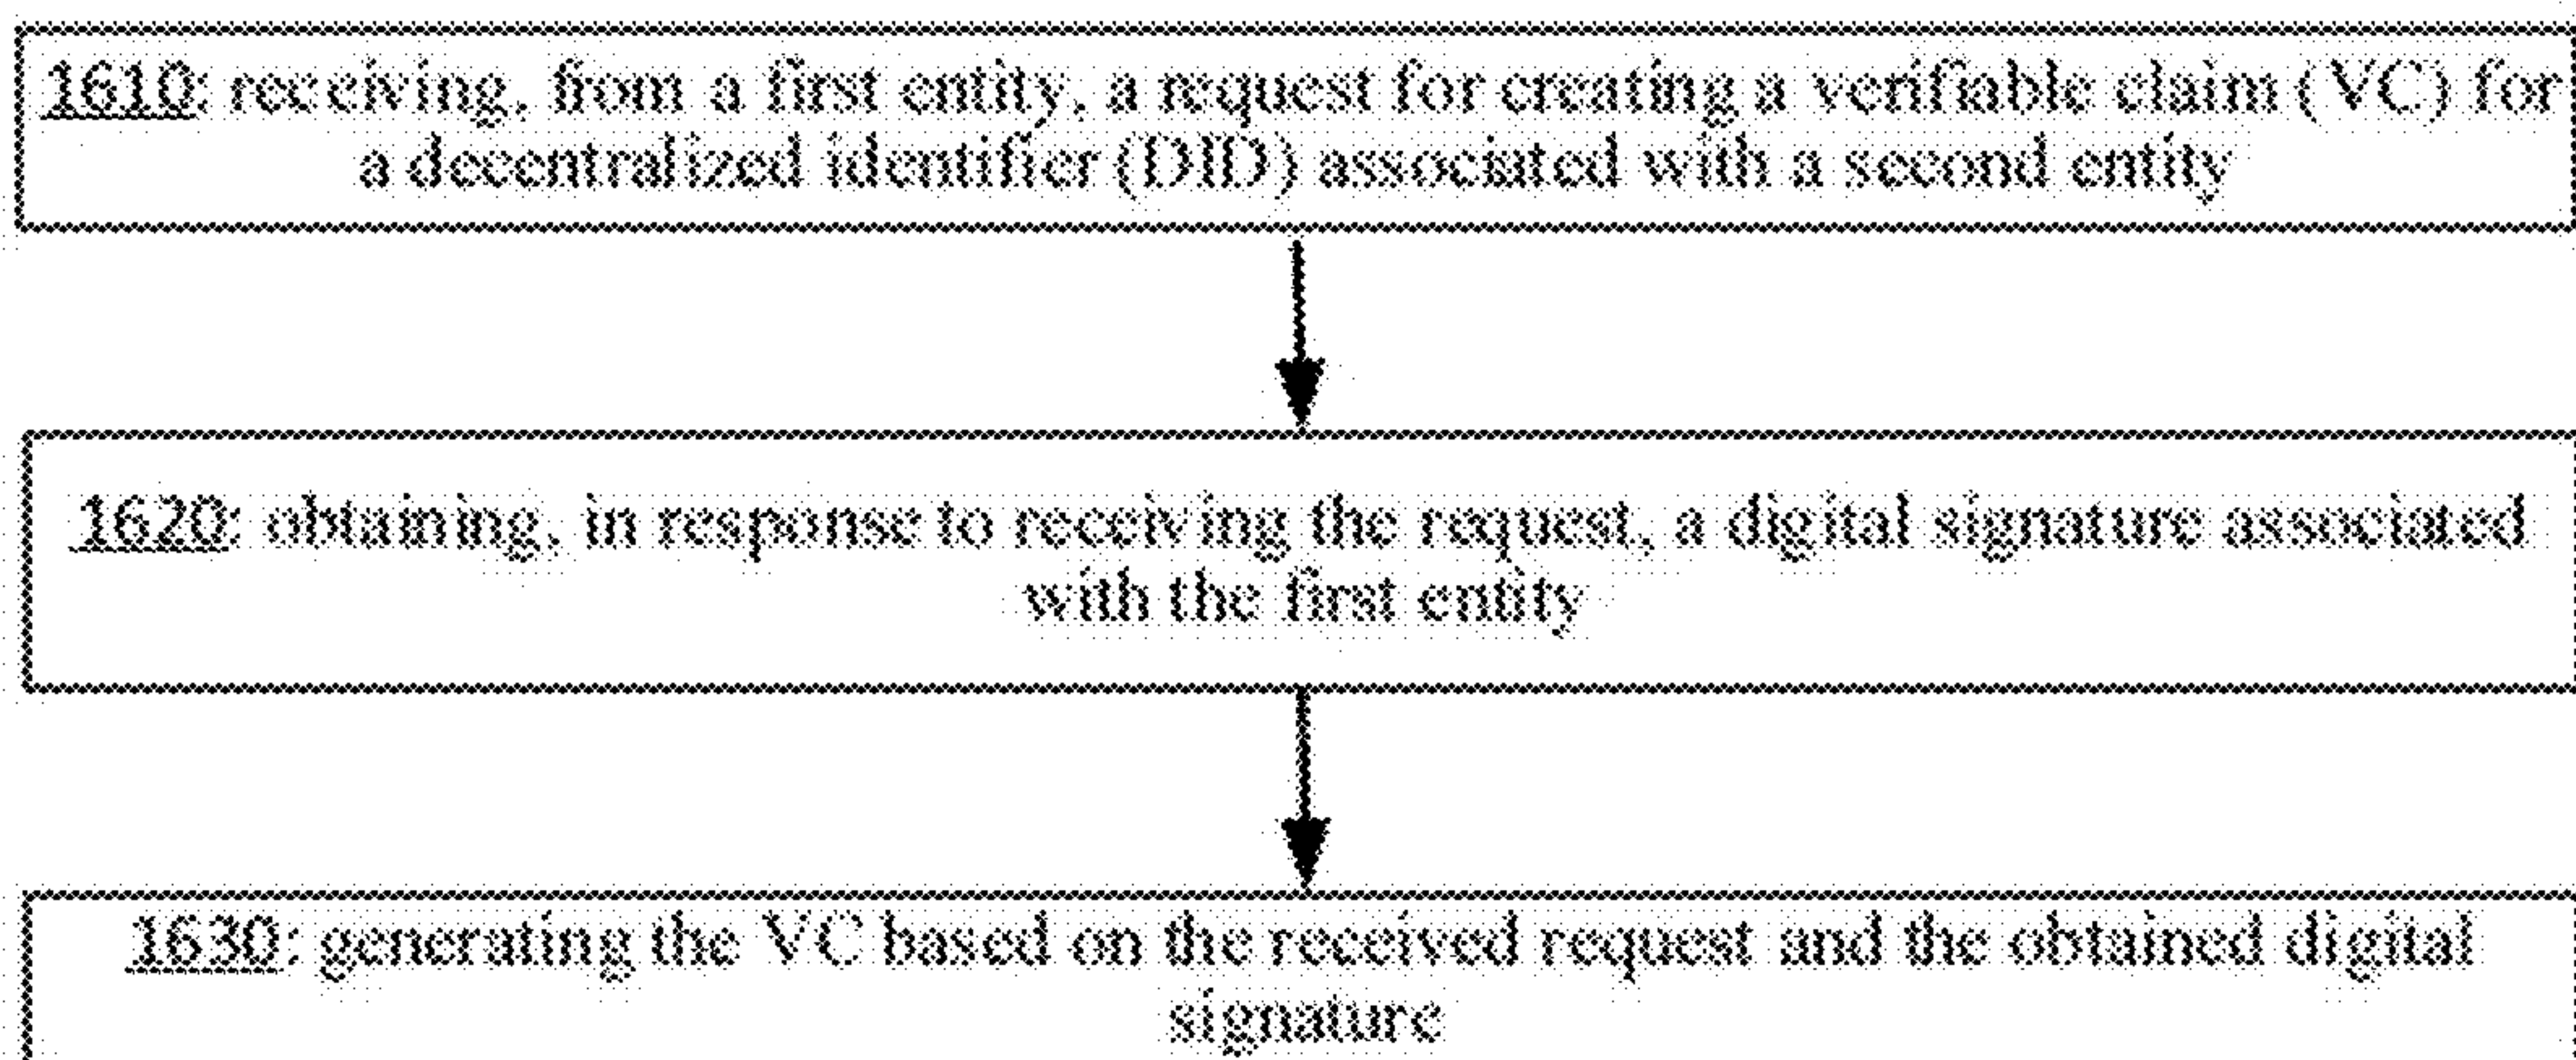 1610: receiving, from a first entity, a request for creating a verifiable claim (VC) for
a decentralized identifier (DID) associated with a second entity
1620: obtaining, in response to receiving the request, a digital signature associated
with the first entity
1630: generating the VC based on the received request and the obtained digital
signature